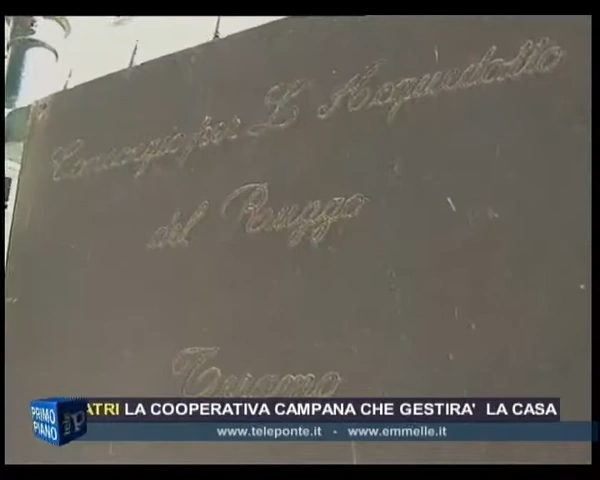 Consorzio per L'Acquedotto
del Ruzzo
Teramo
PRIMO
PIANO
tele p
ATRI LA COOPERATIVA CAMPANA CHE GESTIRA' LA CASA
www.teleponte.it - www.emmelle.it